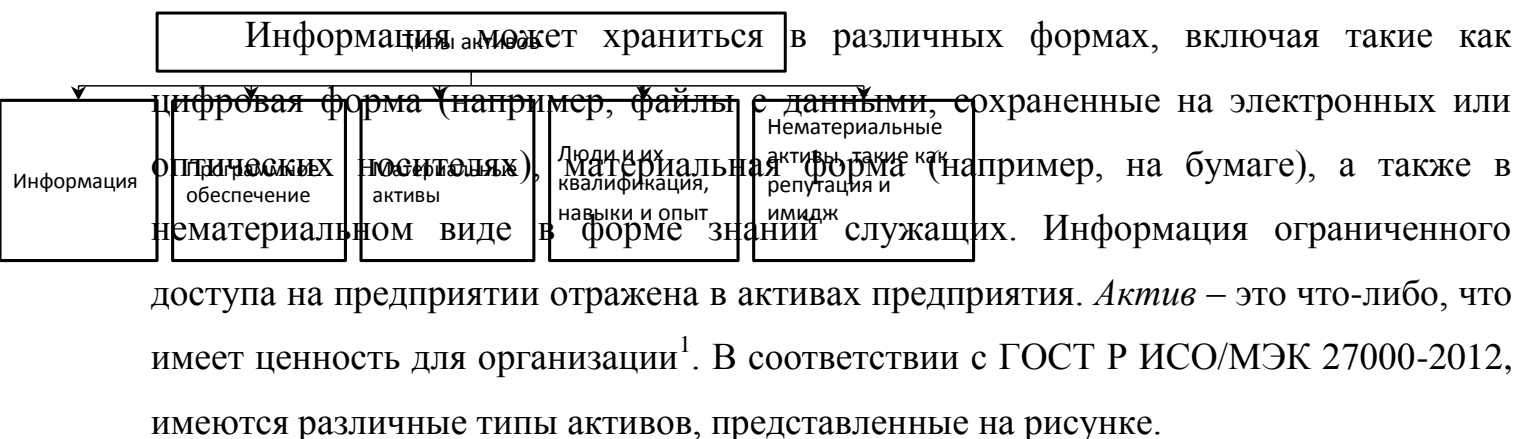 Информация может храниться в различных формах, включая такие как
цифровая форма (например, файлы с данными, сохраненные на электронных или
оптических носителях), материальная форма (например, на бумаге), а также в
нематериальном виде в форме знаний служащих. Информация ограниченного
доступа на предприятии отражена в активах предприятия. Актив – это что-либо, что
имеет ценность для организации¹. В соответствии с ГОСТ Р ИСО/МЭК 27000-2012,
имеются различные типы активов, представленные на рисунке.
Типы активов
Информация
Программное
обеспечение
Материальные
активы
Люди и их
квалификация,
навыки и опыт
Нематериальные
активы, такие как
репутация и
имидж